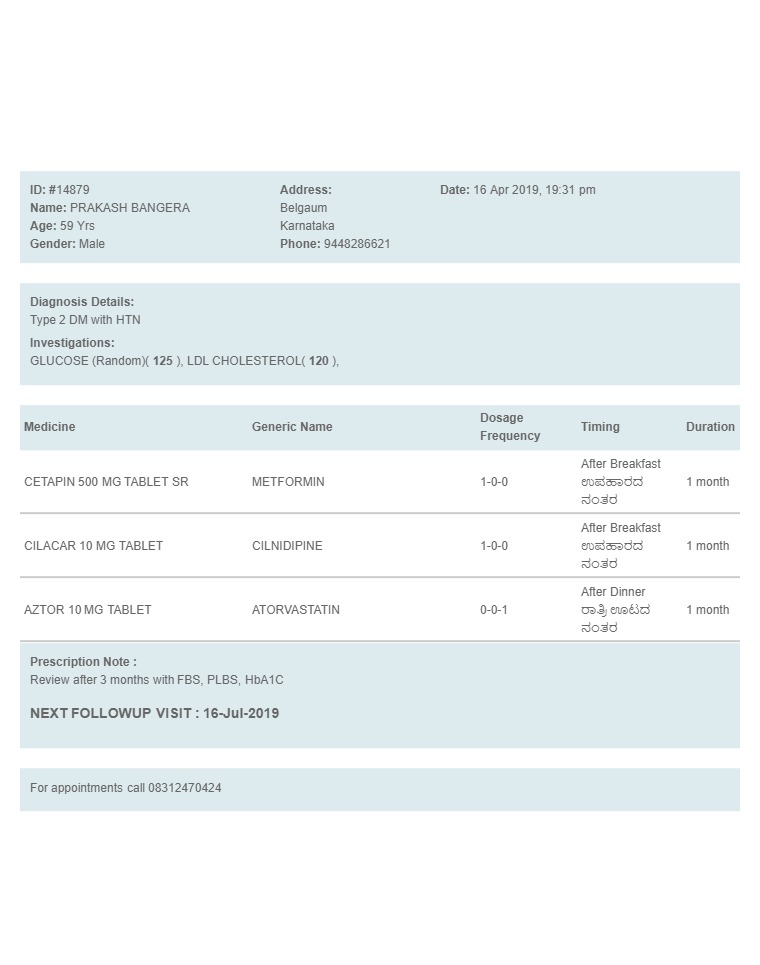 ID: #14879
Name: PRAKASH BANGERA
Age: 59 Yrs
Gender: Male
Address:
Belgaum
Karnataka
Phone: 9448286621
Date: 16 Apr 2019, 19:31 pm
Diagnosis Details:
Type 2 DM with HTN
Investigations:
GLUCOSE (Random)( 125 ), LDL CHOLESTEROL( 120 ),
Medicine Generic Name Dosage Frequency Timing Duration
CETAPIN 500 MG TABLET SR METFORMIN 1-0-0 After Breakfast ಉಪಹಾರದ ನಂತರ 1 month
CILACAR 10 MG TABLET CILNIDIPINE 1-0-0 After Breakfast ಉಪಹಾರದ ನಂತರ 1 month
AZTOR 10 MG TABLET ATORVASTATIN 0-0-1 After Dinner ರಾತ್ರಿ ಊಟದ ನಂತರ 1 month
Prescription Note :
Review after 3 months with FBS, PLBS, HbA1C
NEXT FOLLOWUP VISIT : 16-Jul-2019
For appointments call 08312470424